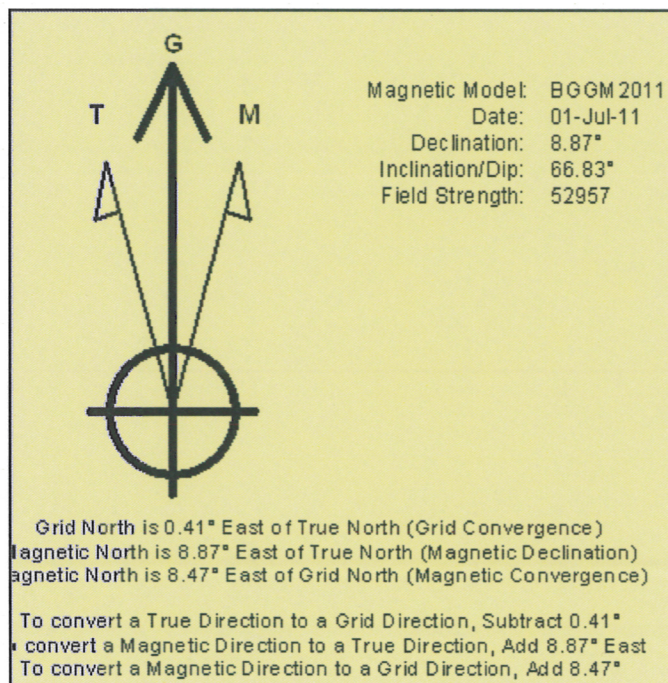 G
T M
Magnetic Model: BGGM2011
Date: 01-Jul-11
Declination: 8.87°
Inclination/Dip: 66.83°
Field Strength: 52957
Grid North is 0.41° East of True North (Grid Convergence)
agnetic North is 8.87° East of True North (Magnetic Declination)
agnetic North is 8.47° East of Grid North (Magnetic Convergence)
To convert a True Direction to a Grid Direction, Subtract 0.41°
convert a Magnetic Direction to a True Direction, Add 8.87° East
To convert a Magnetic Direction to a Grid Direction, Add 8.47°